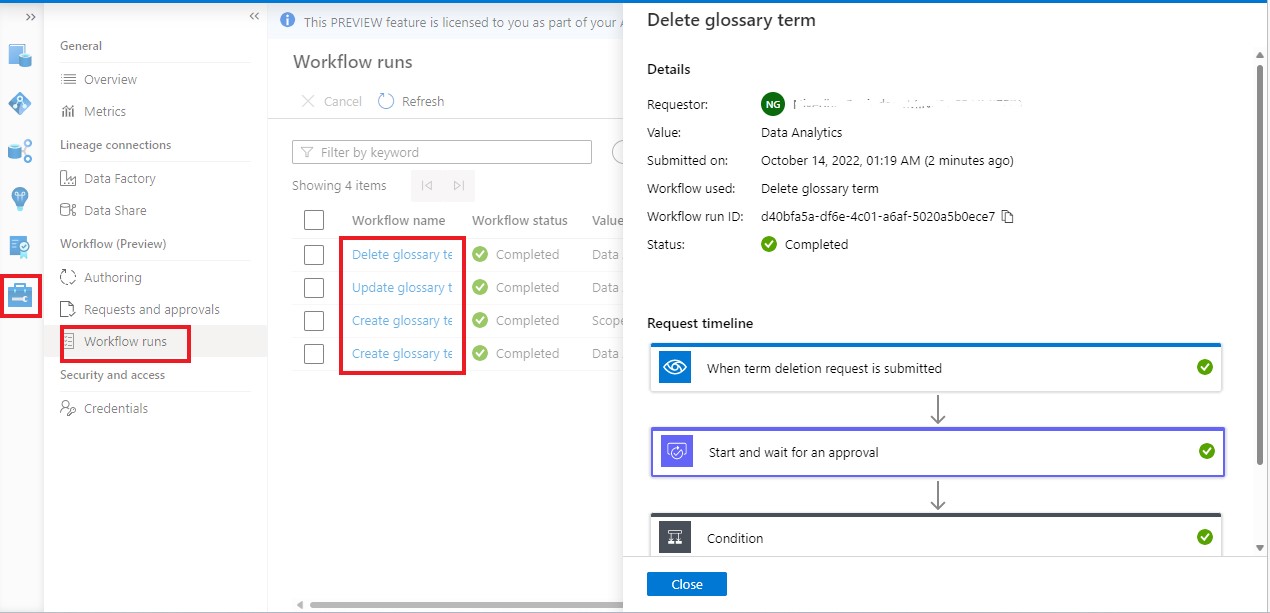 General
Overview
Metrics
Lineage connections
Data Factory
Data Share
Workflow (Preview)
Authoring
Requests and approvals
Workflow runs
Security and access
Credentials
This PREVIEW feature is licensed to you as part of your
Workflow runs
Cancel Refresh
Filter by keyword
Showing 4 items
Workflow name Workflow status Value
Delete glossary te Completed Data
Update glossary t Completed Data
Create glossary te Completed Scope
Create glossary te Completed Data
Delete glossary term
Details
Requestor: NG
Value: Data Analytics
Submitted on: October 14, 2022, 01:19 AM (2 minutes ago)
Workflow used: Delete glossary term
Workflow run ID: d40bfa5a-df6e-4c01-a6af-5020a5b0ece7
Status: Completed
Request timeline
When term deletion request is submitted
Start and wait for an approval
Condition
Close